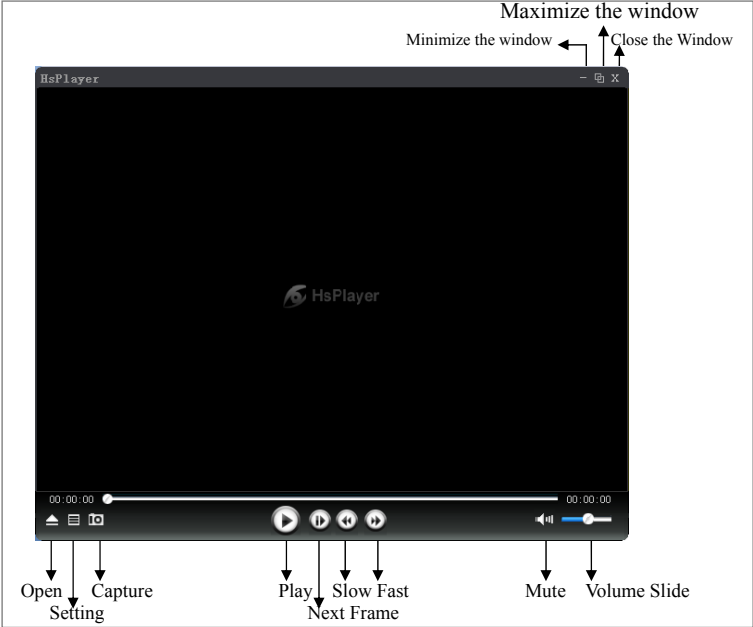 Maximize the window
Minimize the window
Close the Window
HsPlayer
HsPlayer
00:00:00
00:00:00
Open
Capture
Play
Slow
Fast
Mute
Volume Slide
Setting
Next Frame